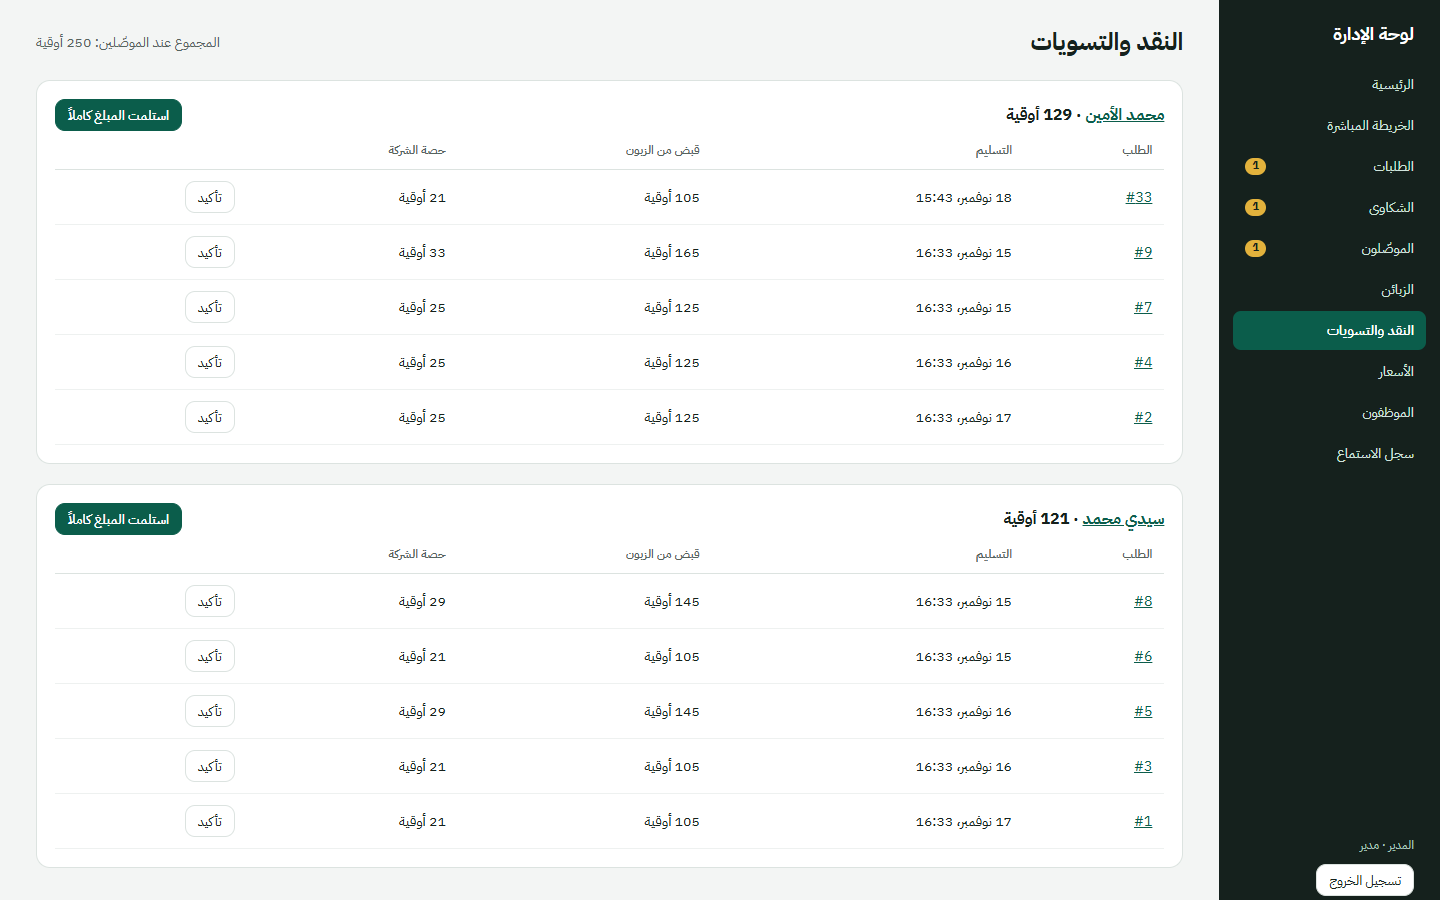 لوحة الإدارة
الرئيسية
الخريطة المباشرة
الطلبات 1
الشكاوى 1
الموصّلون 1
الزبائن
النقد والتسويات
الأسعار
الموظفون
سجل الاستماع
المدير · مدير
تسجيل الخروج
النقد والتسويات
المجموع عند الموصّلين: 250 أوقية
محمد الأمين · 129 أوقية
استلمت المبلغ كاملاً
الطلب التسليم قبض من الزبون حصة الشركة
#33 18 نوفمبر، 15:43 105 أوقية 21 أوقية تأكيد
#9 15 نوفمبر، 16:33 165 أوقية 33 أوقية تأكيد
#7 15 نوفمبر، 16:33 125 أوقية 25 أوقية تأكيد
#4 16 نوفمبر، 16:33 125 أوقية 25 أوقية تأكيد
#2 17 نوفمبر، 16:33 125 أوقية 25 أوقية تأكيد
سيدي محمد · 121 أوقية
استلمت المبلغ كاملاً
الطلب التسليم قبض من الزبون حصة الشركة
#8 15 نوفمبر، 16:33 145 أوقية 29 أوقية تأكيد
#6 15 نوفمبر، 16:33 105 أوقية 21 أوقية تأكيد
#5 16 نوفمبر، 16:33 145 أوقية 29 أوقية تأكيد
#3 16 نوفمبر، 16:33 105 أوقية 21 أوقية تأكيد
#1 17 نوفمبر، 16:33 105 أوقية 21 أوقية تأكيد